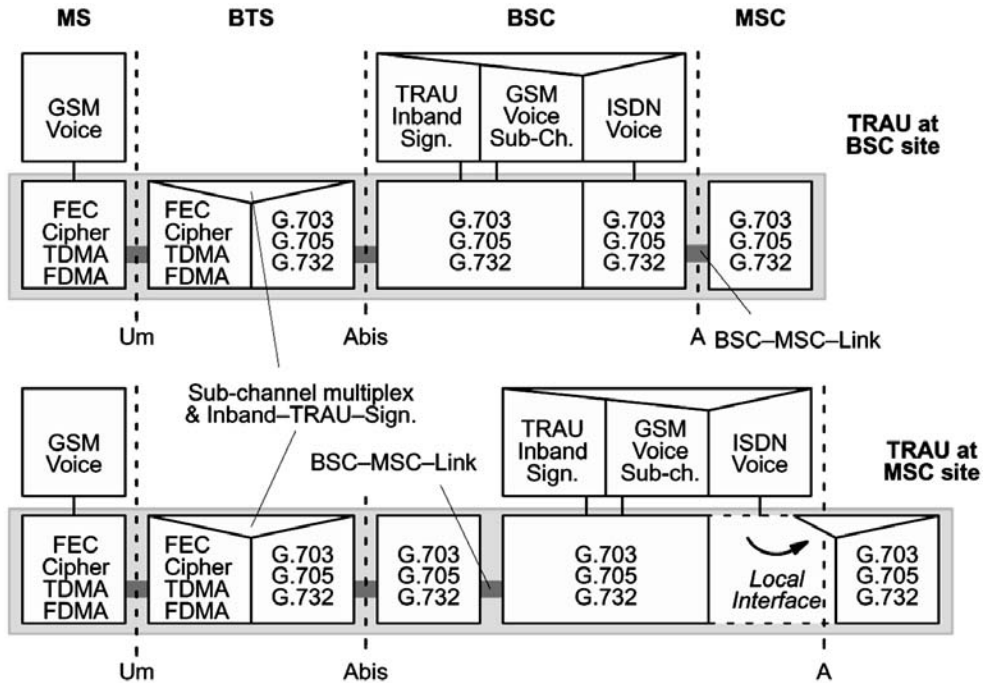 MS
BTS
BSC
MSC
GSM
Voice
TRAU
Inband
Sign.
GSM
Voice
Sub-Ch.
ISDN
Voice
TRAU at
BSC site
FEC
Cipher
TDMA
FDMA
FEC
Cipher
TDMA
FDMA
G.703
G.705
G.732
G.703
G.705
G.732
G.703
G.705
G.732
G.703
G.705
G.732
Um
Abis
A
BSC–MSC–Link
Sub-channel multiplex
& Inband–TRAU–Sign.
BSC–MSC–Link
GSM
Voice
TRAU
Inband
Sign.
GSM
Voice
Sub-ch.
ISDN
Voice
TRAU at
MSC site
FEC
Cipher
TDMA
FDMA
FEC
Cipher
TDMA
FDMA
G.703
G.705
G.732
G.703
G.705
G.732
G.703
G.705
G.732
Local
Interface
G.703
G.705
G.732
Um
Abis
A